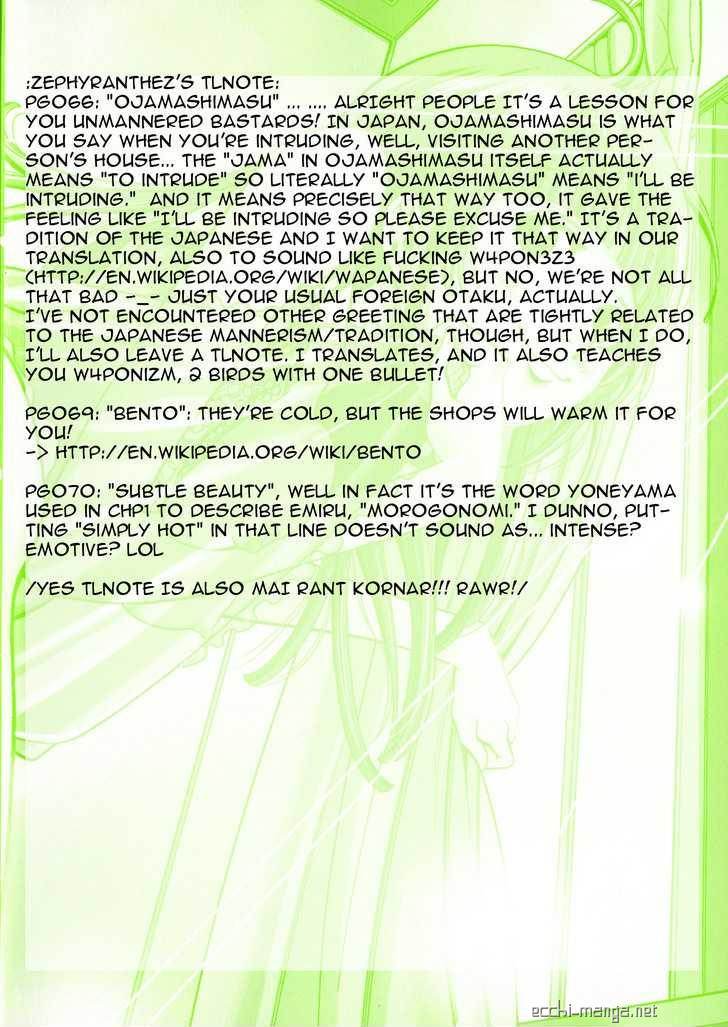 :ZEPHYRANTHEZ'S TLNOTE:
PG066: "OJAMASHIMASU" ... .... ALRIGHT PEOPLE IT'S A LESSON FOR
YOU UNMANNERED BASTARDS! IN JAPAN, OJAMASHIMASU IS WHAT
YOU SAY WHEN YOU'RE INTRUDING, WELL, VISITING ANOTHER PER-
SON'S HOUSE... THE "JAMA" IN OJAMASHIMASU ITSELF ACTUALLY
MEANS "TO INTRUDE" SO LITERALLY "OJAMASHIMASU" MEANS "I'LL BE
INTRUDING." AND IT MEANS PRECISELY THAT WAY TOO, IT GAVE THE
FEELING LIKE "I'LL BE INTRUDING SO PLEASE EXCUSE ME." IT'S A TRA-
DITION OF THE JAPANESE AND I WANT TO KEEP IT THAT WAY IN OUR
TRANSLATION, ALSO TO SOUND LIKE FUCKING W4PON3Z3
(HTTP://EN.WIKIPEDIA.ORG/WIKI/WAPANESE), BUT NO, WE'RE NOT ALL
THAT BAD -_- JUST YOUR USUAL FOREIGN OTAKU, ACTUALLY.
I'VE NOT ENCOUNTERED OTHER GREETING THAT ARE TIGHTLY RELATED
TO THE JAPANESE MANNERISM/TRADITION, THOUGH, BUT WHEN I DO,
I'LL ALSO LEAVE A TLNOTE. I TRANSLATES, AND IT ALSO TEACHES
YOU W4PONIZM, 2 BIRDS WITH ONE BULLET!
PG069: "BENTO": THEY'RE COLD, BUT THE SHOPS WILL WARM IT FOR
YOU!
-> HTTP://EN.WIKIPEDIA.ORG/WIKI/BENTO
PG070: "SUBTLE BEAUTY", WELL IN FACT IT'S THE WORD YONEYAMA
USED IN CHP1 TO DESCRIBE EMIRU, "MOROGONOMI." I DUNNO, PUT-
TING "SIMPLY HOT" IN THAT LINE DOESN'T SOUND AS... INTENSE?
EMOTIVE? LOL
/YES TLNOTE IS ALSO MAI RANT KORNAR!!! RAWR!/
ecchi-manga.net